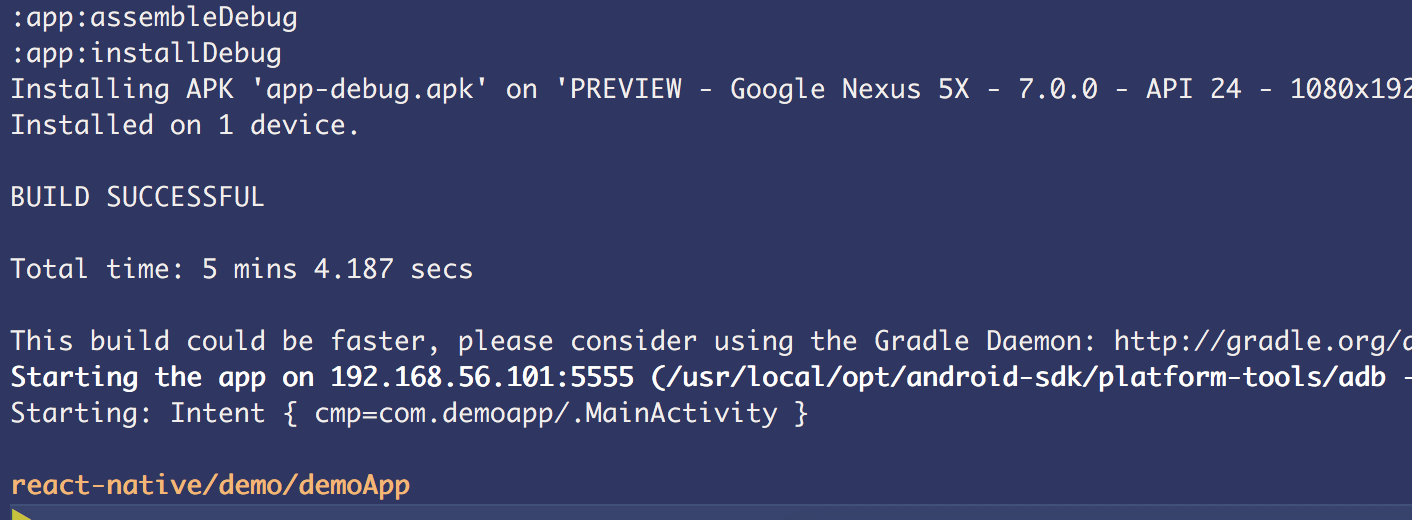 :app:assembleDebug
:app:installDebug
Installing APK 'app-debug.apk' on 'PREVIEW - Google Nexus 5X - 7.0.0 - API 24 - 1080x192
Installed on 1 device.
BUILD SUCCESSFUL
Total time: 5 mins 4.187 secs
This build could be faster, please consider using the Gradle Daemon: http://gradle.org/d
Starting the app on 192.168.56.101:5555 (/usr/local/opt/android-sdk/platform-tools/adb -
Starting: Intent { cmp=com.demoapp/.MainActivity }
react-native/demo/demoApp